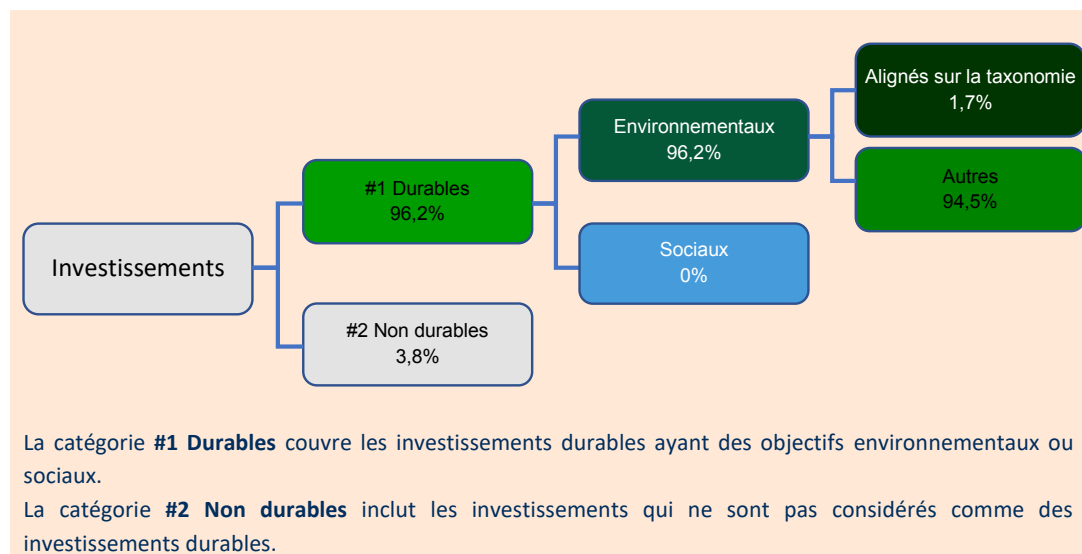 Alignés sur la taxonomie
1,7%
Environnementaux
96,2%
Autres
94,5%
#1 Durables
96,2%
Sociaux
0%
Investissements
#2 Non durables
3,8%
La catégorie #1 Durables couvre les investissements durables ayant des objectifs environnementaux ou
sociaux.
La catégorie #2 Non durables inclut les investissements qui ne sont pas considérés comme des
investissements durables.